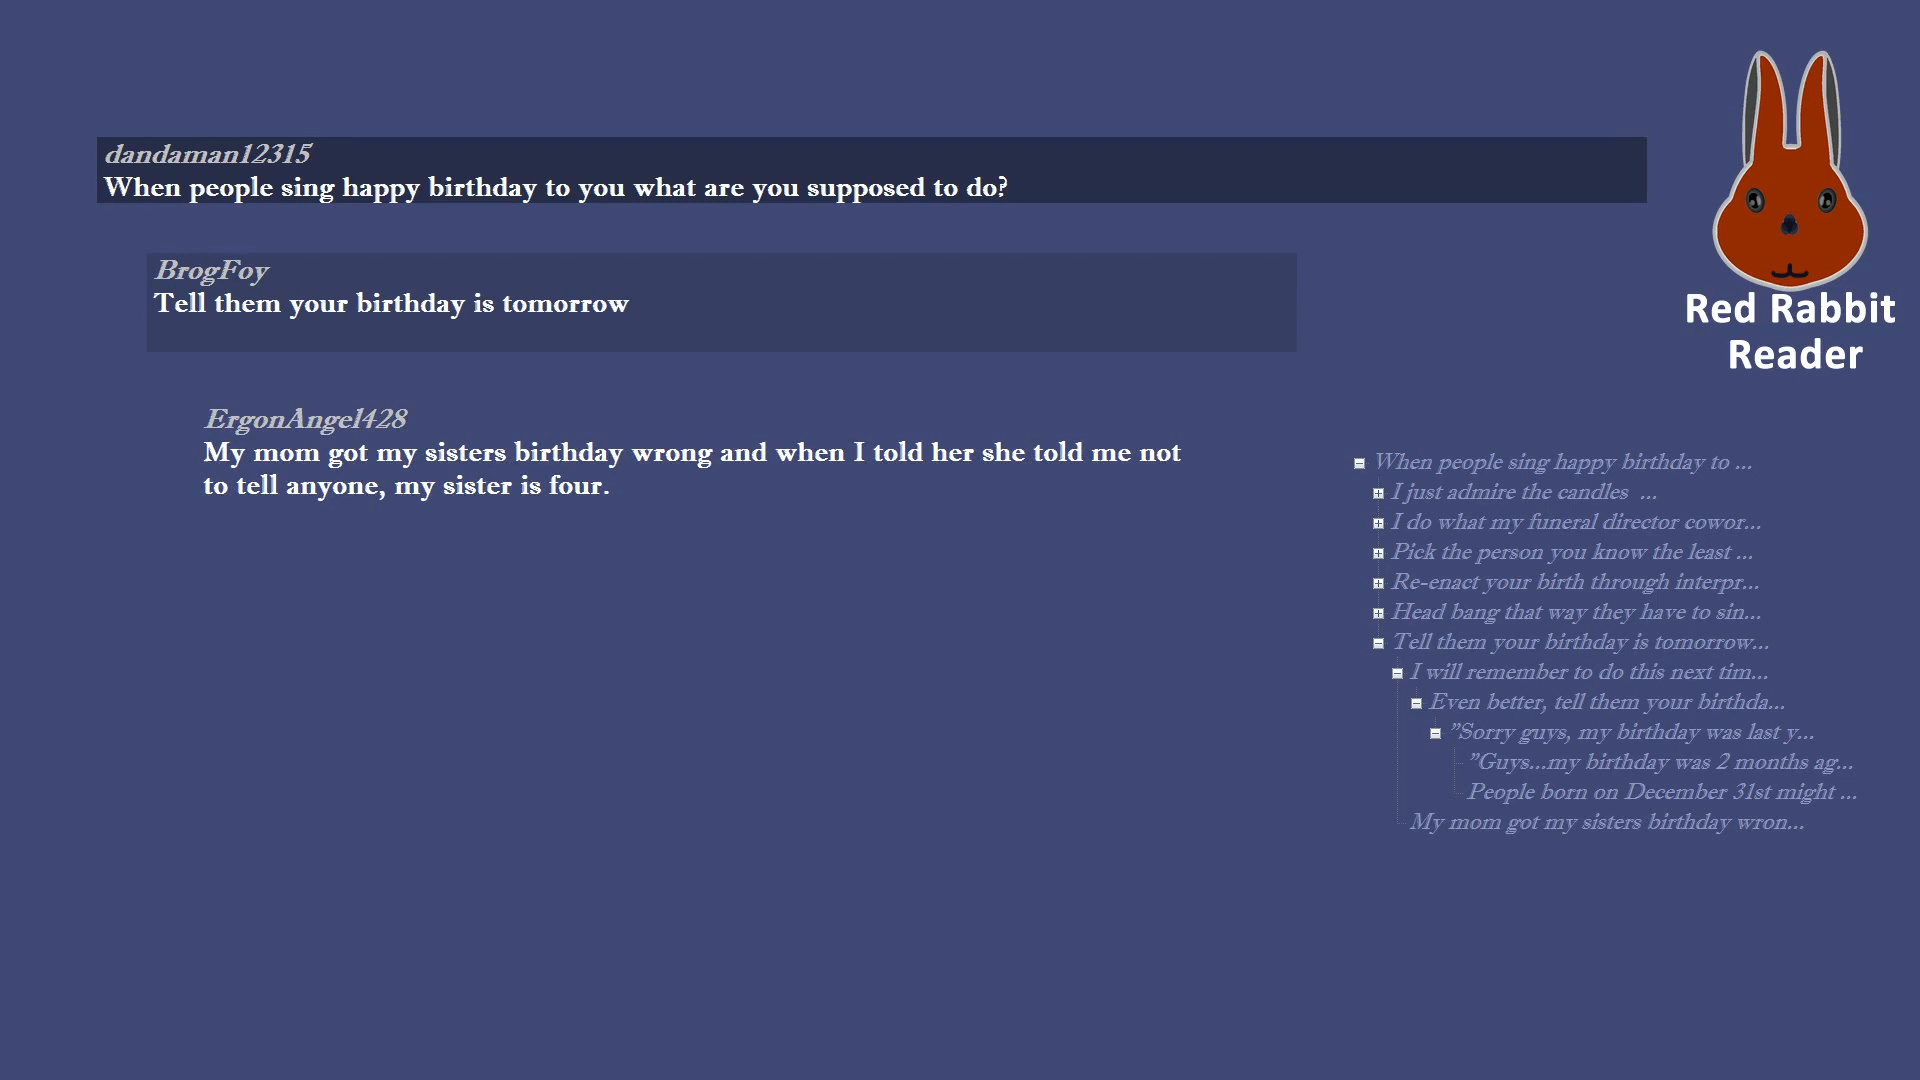 dandaman12315
When people sing happy birthday to you what are you supposed to do?
BrogFoy
Tell them your birthday is tomorrow
ErgonAngel428
My mom got my sisters birthday wrong and when I told her she told me not
to tell anyone, my sister is four.
Red Rabbit
Reader
When people sing happy birthday to ...
I just admire the candles ...
I do what my funeral director cowor...
Pick the person you know the least ...
Re-enact your birth through interpr...
Head bang that way they have to sin...
Tell them your birthday is tomorrow...
I will remember to do this next tim...
Even better, tell them your birthda...
"Sorry guys, my birthday was last y...
"Guys...my birthday was 2 months ag...
People born on December 31st might ...
My mom got my sisters birthday wron...